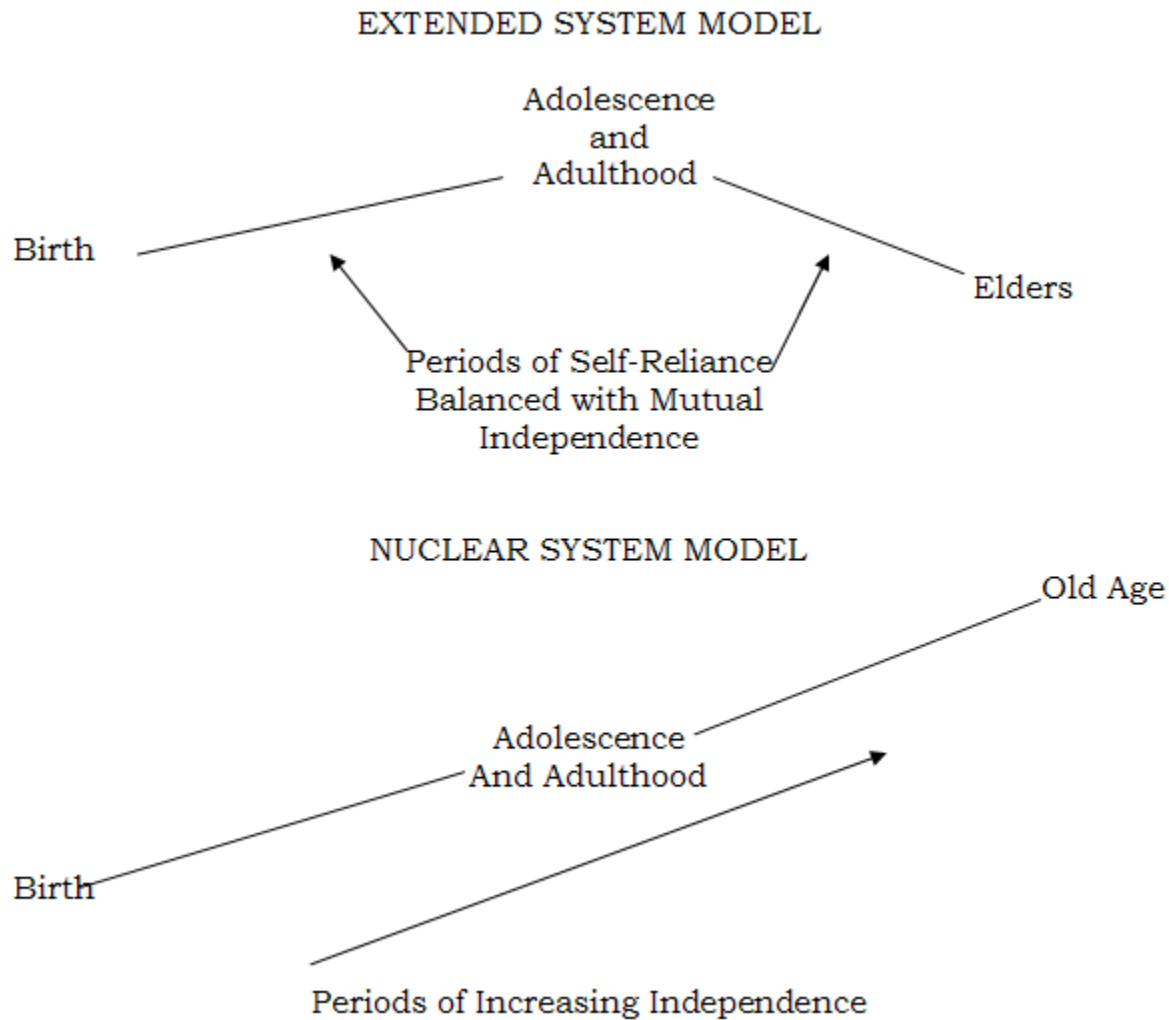 EXTENDED SYSTEM MODEL
Adolescence
and
Adulthood
Birth
Elders
Periods of Self-Reliance
Balanced with Mutual
Independence
NUCLEAR SYSTEM MODEL
Old Age
Adolescence
And Adulthood
Birth
Periods of Increasing Independence